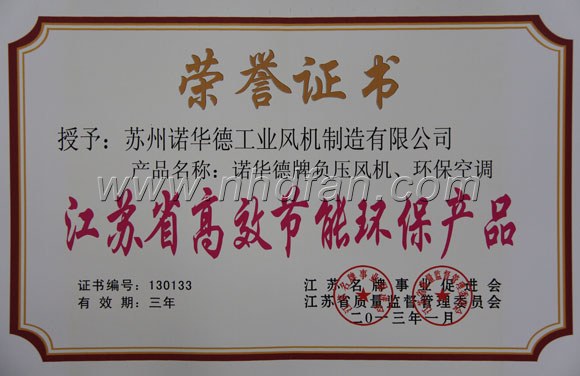 荣誉证书
授予：苏州诺华德工业风机制造有限公司
产品名称：诺华德牌负压风机、环保空调
www.nhdfan.com
江苏省高效节能环保产品
证书编号：130133
有效期：三年
江苏名牌事业促进会
江苏省质量监督管理委员会
二〇一三年一月